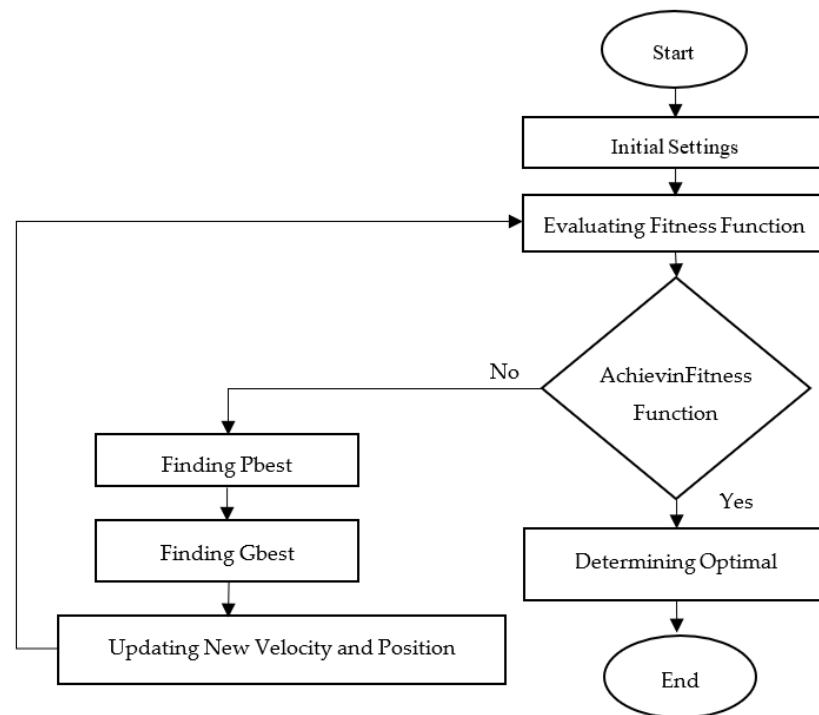 Start
Initial Settings
Evaluating Fitness Function
AchievinFitness
Function
No
Yes
Finding Pbest
Finding Gbest
Updating New Velocity and Position
Determining Optimal
End